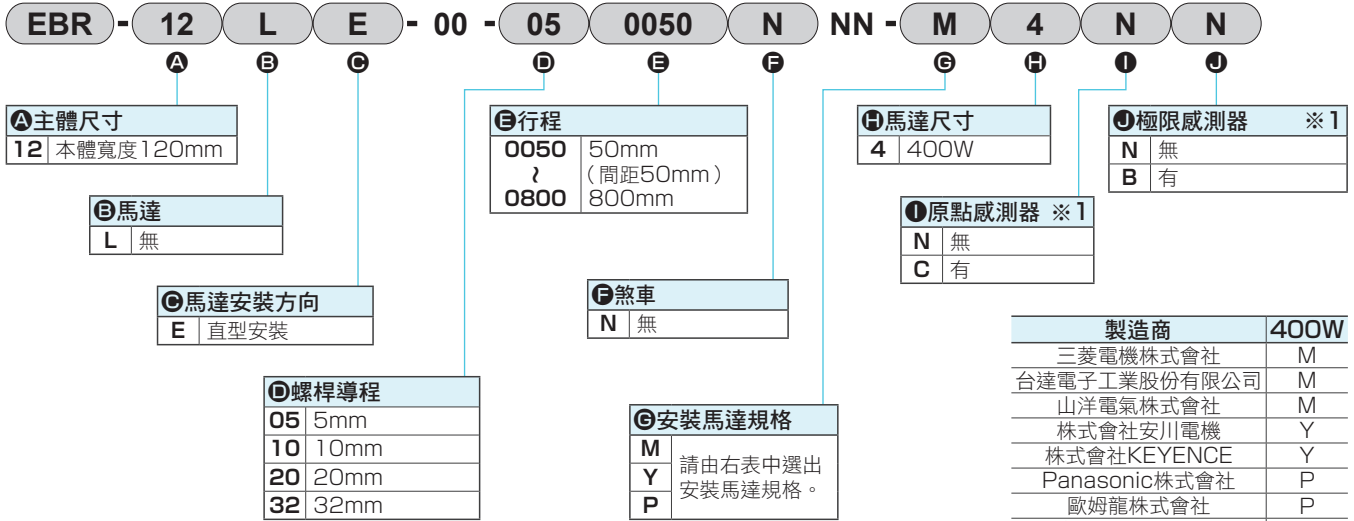 EBR - 12 L E - 00 - 05 0050 N NN - M 4 N N
A B C D E F G H I J
A主體尺寸
12 本體寬度120mm
B馬達
L 無
C馬達安裝方向
E 直型安裝
D螺桿導程
05 5mm
10 10mm
20 20mm
32 32mm
E行程
0050 50mm
~ (間距50mm)
0800 800mm
F煞車
N 無
G安裝馬達規格
M
Y
P
請由右表中選出
安裝馬達規格。
H馬達尺寸
4 400W
I原點感測器 ※1
N 無
C 有
J極限感測器 ※1
N 無
B 有
製造商 400W
三菱電機株式會社 M
台達電子工業股份有限公司 M
山洋電氣株式會社 M
株式會社安川電機 Y
株式會社KEYENCE Y
Panasonic株式會社 P
歐姆龍株式會社 P